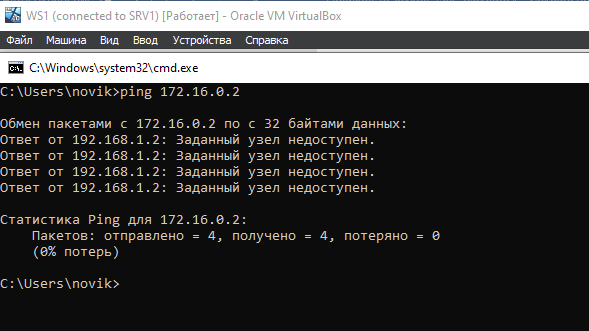 WS1 (connected to SRV1) [Работает] - Oracle VM VirtualBox
Файл Машина Вид Ввод Устройства Справка
C:\Windows\system32\cmd.exe
C:\Users\novik>ping 172.16.0.2
Обмен пакетами с 172.16.0.2 по с 32 байтами данных:
Ответ от 192.168.1.2: Заданный узел недоступен.
Ответ от 192.168.1.2: Заданный узел недоступен.
Ответ от 192.168.1.2: Заданный узел недоступен.
Ответ от 192.168.1.2: Заданный узел недоступен.
Статистика Ping для 172.16.0.2:
Пакетов: отправлено = 4, получено = 4, потеряно = 0
(0% потерь)
C:\Users\novik>